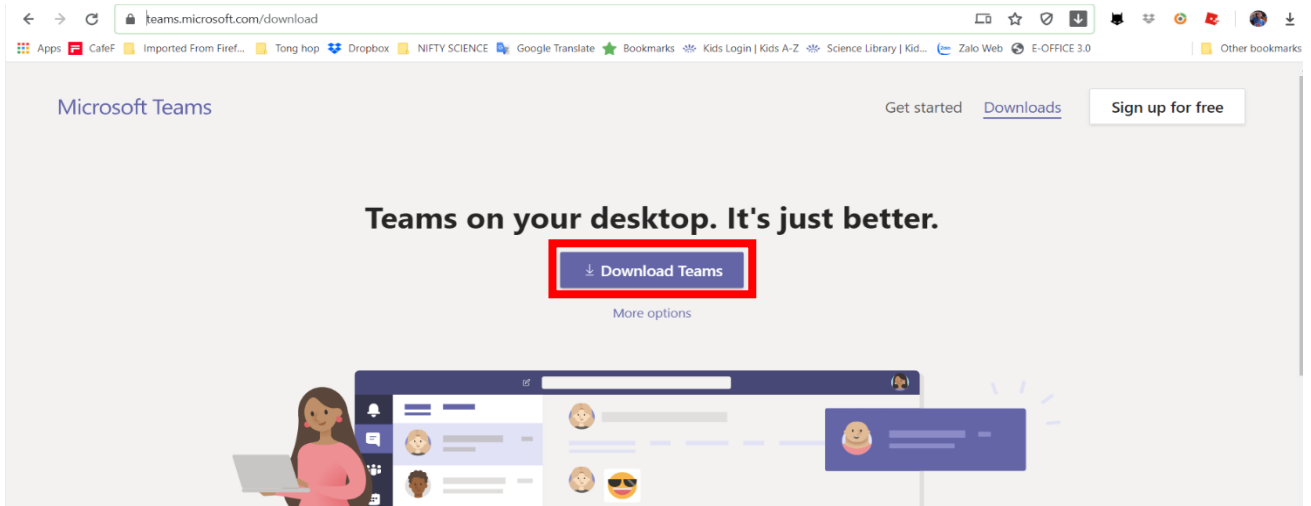 teams.microsoft.com/download
Apps CafeF Imported From Firef... Tong hop Dropbox NIFTY SCIENCE Google Translate Bookmarks Kids Login | Kids A-Z Science Library | Kid... Zalo Web E-OFFICE 3.0 Other bookmarks
Microsoft Teams Get started Downloads Sign up for free
Teams on your desktop. It's just better.
Download Teams
More options